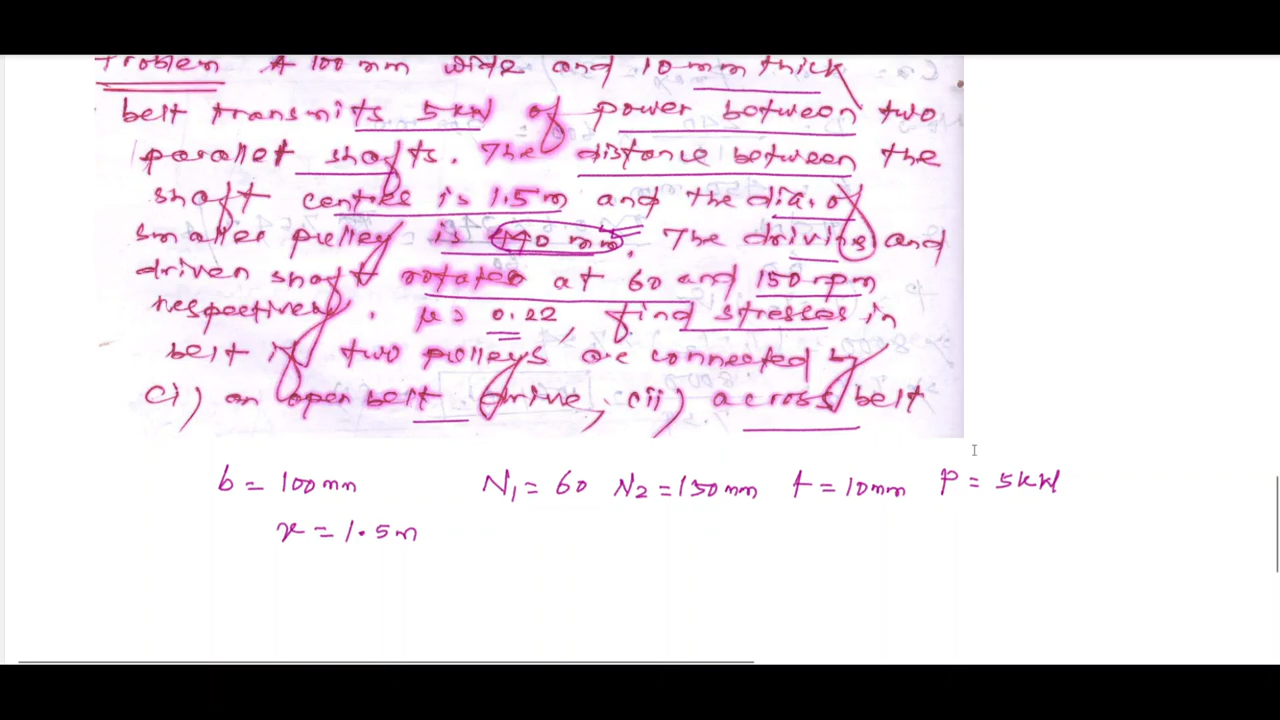 Problem A 100 mm wide and 10 mm thick
belt transmits 5 kW of power between two
parallel shafts. The distance between the
shaft centre is 1.5 m and the dia. of
smaller pulley is 440 mm. The driving and
driven shaft rotates at 60 and 150 rpm
respectively. μ = 0.22, find stresses in
belt if two pulleys are connected by
(i) an open belt drive, (ii) a cross belt
b = 100 mm N₁ = 60 N₂ = 150 mm t = 10 mm P = 5 kW
x = 1.5 m